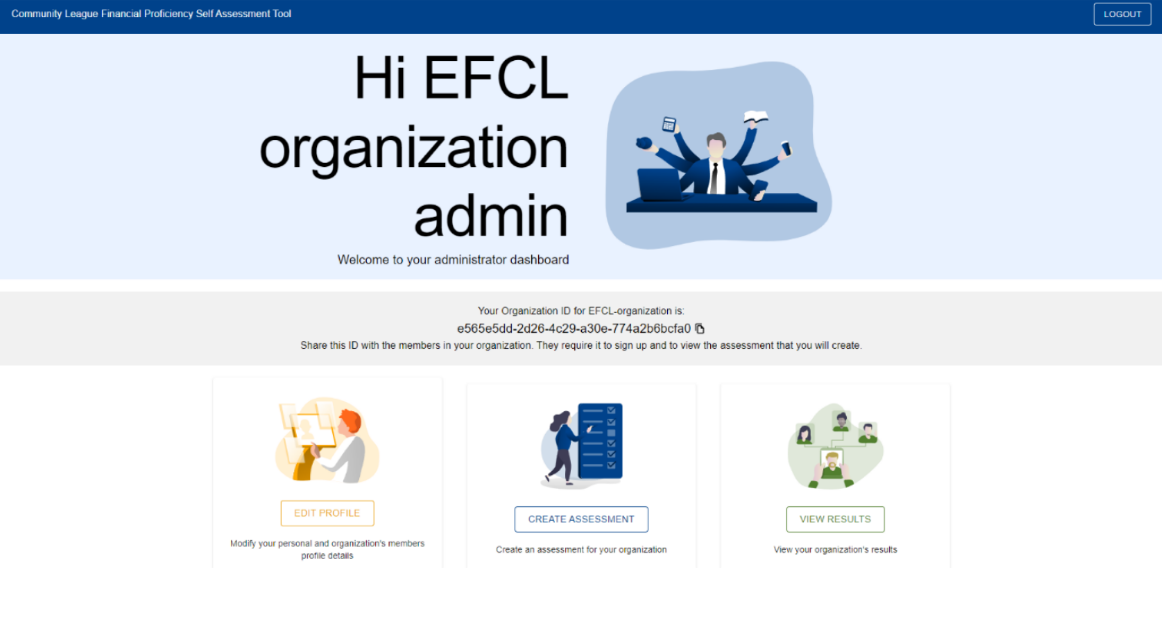 Community League Financial Proficiency Self Assessment Tool
LOGOUT
Hi EFCL
organization
admin
Welcome to your administrator dashboard
Your Organization ID for EFCL-organization is:
e565e5dd-2d26-4c29-a30e-774a2b6bcfa0
Share this ID with the members in your organization. They require it to sign up and to view the assessment that you will create.
EDIT PROFILE
Modify your personal and organization's members
profile details
CREATE ASSESSMENT
Create an assessment for your organization
VIEW RESULTS
View your organization's results